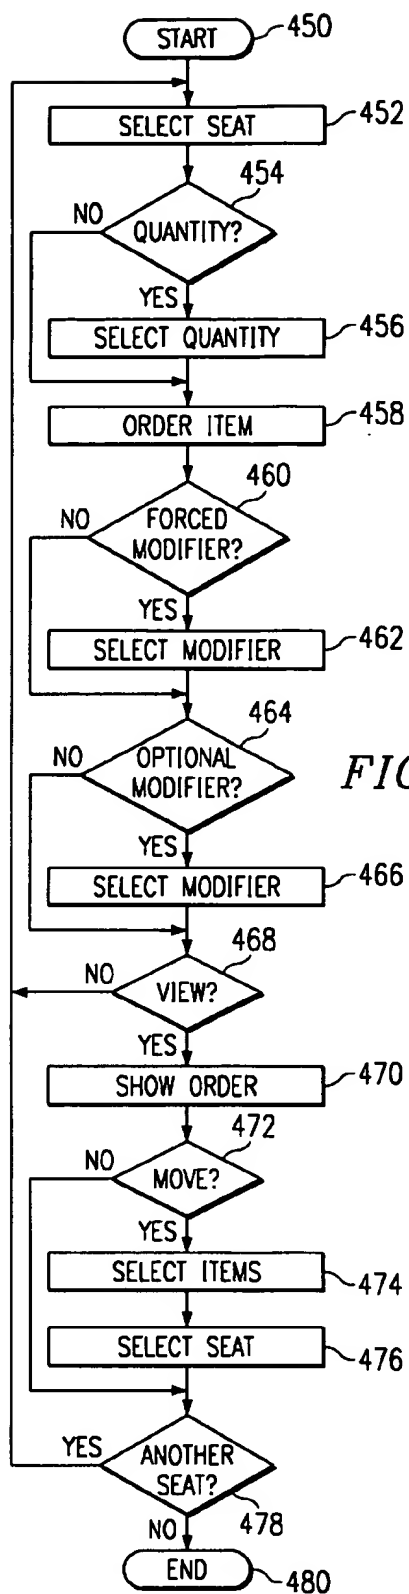 START
450
SELECT SEAT
452
454
NO
QUANTITY?
YES
SELECT QUANTITY
456
ORDER ITEM
458
460
NO
FORCED
MODIFIER?
YES
SELECT MODIFIER
462
464
NO
OPTIONAL
MODIFIER?
FIG
YES
SELECT MODIFIER
466
468
NO
VIEW?
YES
SHOW ORDER
470
472
NO
MOVE?
YES
SELECT ITEMS
474
SELECT SEAT
476
YES
ANOTHER
SEAT?
478
NO
END
480